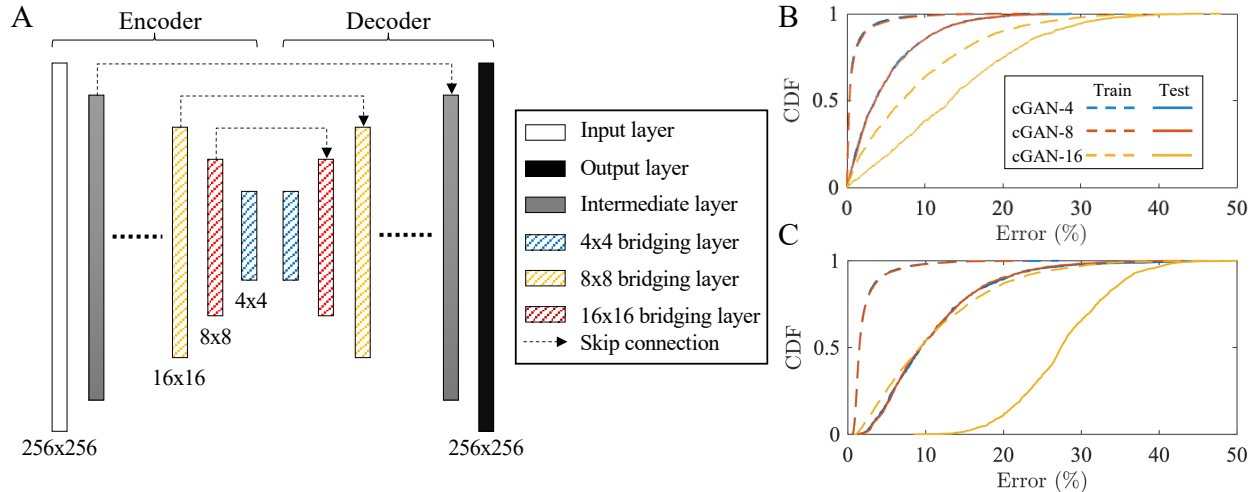 A
Encoder
Decoder
4x4
8x8
16x16
256x256
256x256
Input layer
Output layer
Intermediate layer
4x4 bridging layer
8x8 bridging layer
16x16 bridging layer
Skip connection
B
CDF
1
0.5
0
0 10 20 30 40 50
Error (%)
Train Test
cGAN-4
cGAN-8
cGAN-16
C
CDF
1
0.5
0
0 10 20 30 40 50
Error (%)